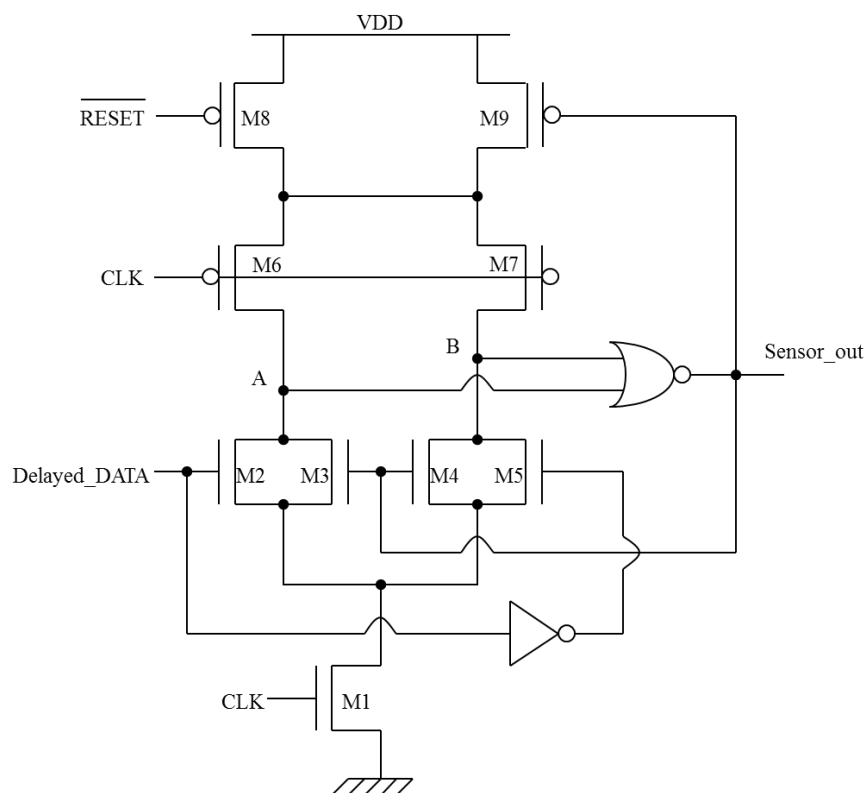 VDD
RESET
M8
M9
CLK
M6
M7
B
Sensor_out
A
Delayed_DATA
M2
M3
M4
M5
CLK
M1